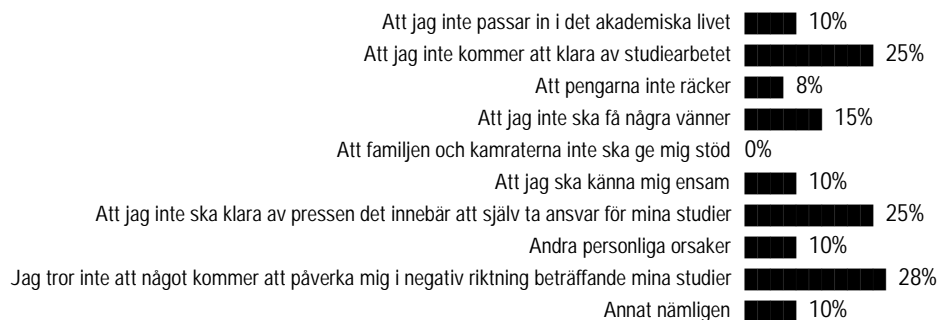 Att jag inte passar in i det akademiska livet 10%
Att jag inte kommer att klara av studiearbetet 25%
Att pengarna inte räcker 8%
Att jag inte ska få några vänner 15%
Att familjen och kamraterna inte ska ge mig stöd 0%
Att jag ska känna mig ensam 10%
Att jag inte ska klara av pressen det innebär att själv ta ansvar för mina studier 25%
Andra personliga orsaker 10%
Jag tror inte att något kommer att påverka mig i negativ riktning beträffande mina studier 28%
Annat nämligen 10%